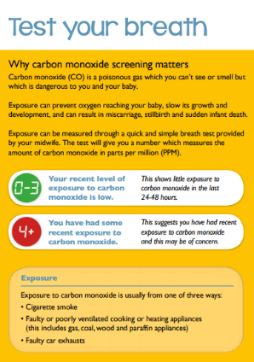 Test your breath
Why carbon monoxide screening matters
Carbon monoxide (CO) is a poisonous gas which you can't see or smell but
which is dangerous to you and your baby.
Exposure can prevent oxygen reaching your baby, slow its growth and
development, and can result in miscarriage, stillbirth and sudden infant death.
Exposure can be measured through a quick and simple breath test provided
by your midwife. The test will give you a number which measures the
amount of carbon monoxide in parts per million (PPM).
0-3
Your recent level of
exposure to carbon
monoxide is low.
This shows little exposure to
carbon monoxide in the last
24-48 hours.
4+
You have had some
recent exposure to
carbon monoxide.
This suggests you have had recent
exposure to carbon monoxide
and this may be of concern.
Exposure
Exposure to carbon monoxide is usually from one of three ways:
• Cigarette smoke
• Faulty or poorly ventilated cooking or heating appliances
(this includes gas, coal, wood and paraffin appliances)
• Faulty car exhausts